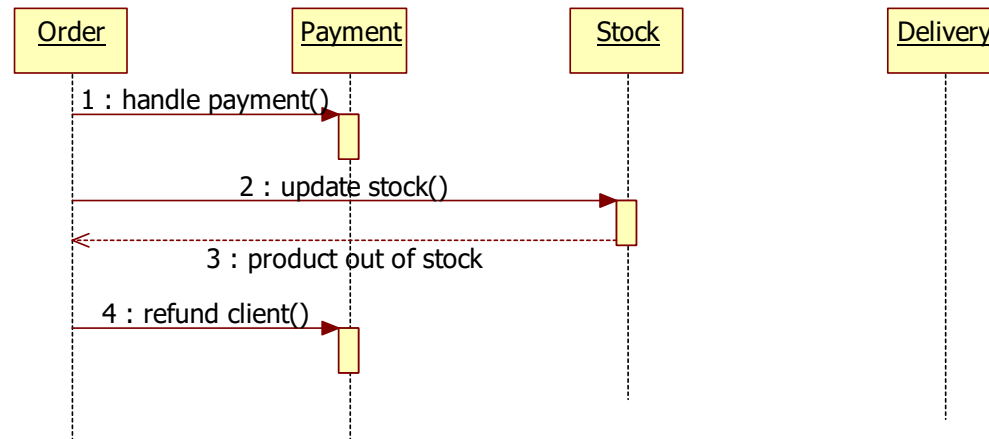 Order
Payment
Stock
Delivery
1 : handle payment()
2 : update stock()
3 : product out of stock
4 : refund client()